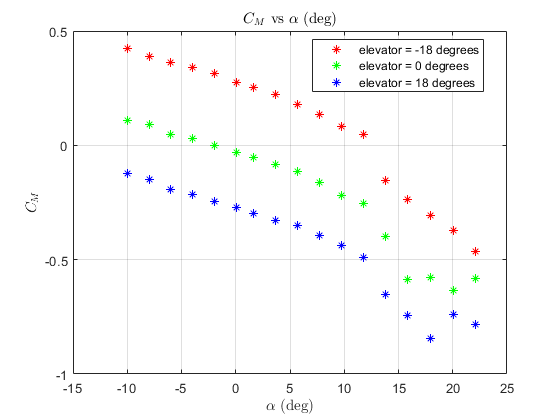 C_M vs α (deg)
0.5
0
-0.5
-1
C_M
elevator = -18 degrees
elevator = 0 degrees
elevator = 18 degrees
-15 -10 -5 0 5 10 15 20 25
α (deg)